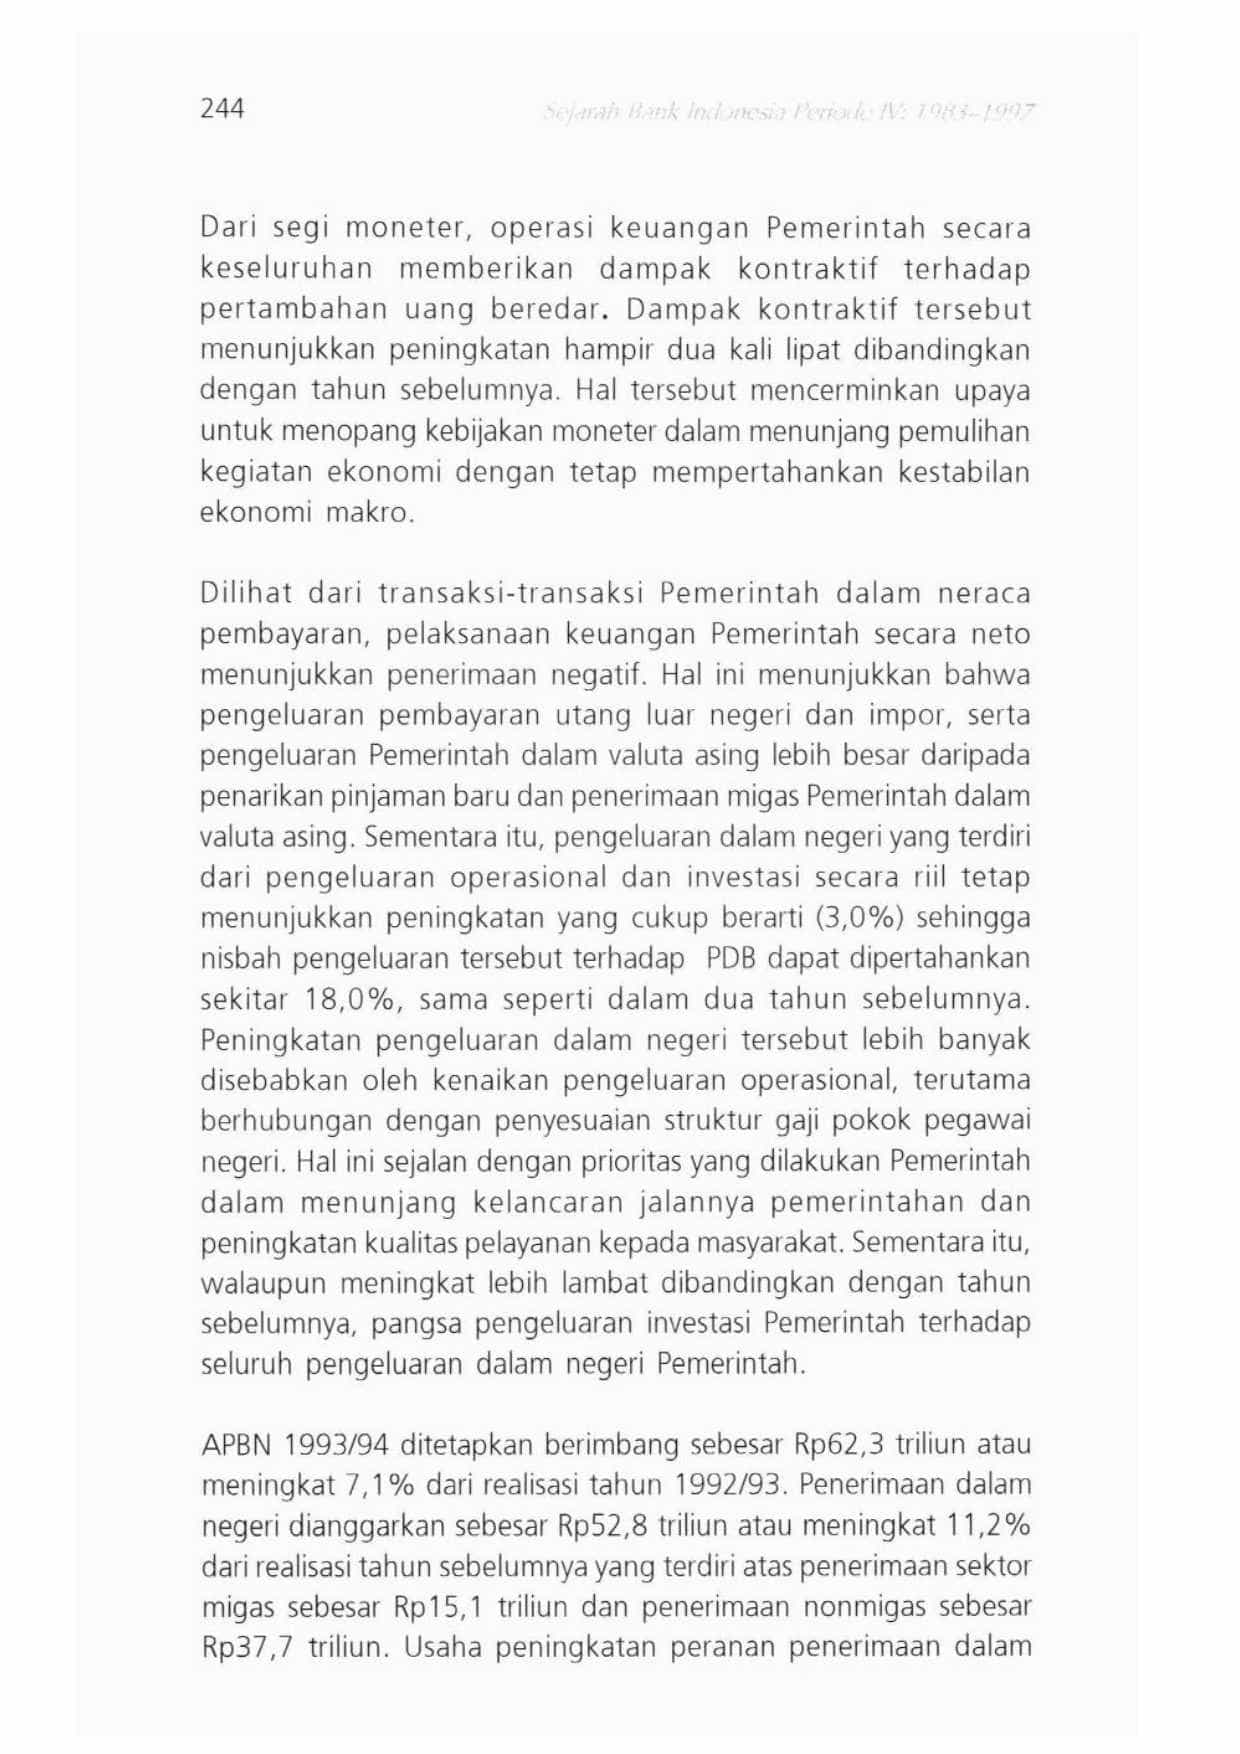 244
Sejarah Bank Indonesia Periode IV: 1983–1997
Dari segi moneter, operasi keuangan Pemerintah secara
keseluruhan memberikan dampak kontraktif terhadap
pertambahan uang beredar. Dampak kontraktif tersebut
menunjukkan peningkatan hampir dua kali lipat dibandingkan
dengan tahun sebelumnya. Hal tersebut mencerminkan upaya
untuk menopang kebijakan moneter dalam menunjang pemulihan
kegiatan ekonomi dengan tetap mempertahankan kestabilan
ekonomi makro.
Dilihat dari transaksi-transaksi Pemerintah dalam neraca
pembayaran, pelaksanaan keuangan Pemerintah secara neto
menunjukkan penerimaan negatif. Hal ini menunjukkan bahwa
pengeluaran pembayaran utang luar negeri dan impor, serta
pengeluaran Pemerintah dalam valuta asing lebih besar daripada
penarikan pinjaman baru dan penerimaan migas Pemerintah dalam
valuta asing. Sementara itu, pengeluaran dalam negeri yang terdiri
dari pengeluaran operasional dan investasi secara riil tetap
menunjukkan peningkatan yang cukup berarti (3,0%) sehingga
nisbah pengeluaran tersebut terhadap PDB dapat dipertahankan
sekitar 18,0%, sama seperti dalam dua tahun sebelumnya.
Peningkatan pengeluaran dalam negeri tersebut lebih banyak
disebabkan oleh kenaikan pengeluaran operasional, terutama
berhubungan dengan penyesuaian struktur gaji pokok pegawai
negeri. Hal ini sejalan dengan prioritas yang dilakukan Pemerintah
dalam menunjang kelancaran jalannya pemerintahan dan
peningkatan kualitas pelayanan kepada masyarakat. Sementara itu,
walaupun meningkat lebih lambat dibandingkan dengan tahun
sebelumnya, pangsa pengeluaran investasi Pemerintah terhadap
seluruh pengeluaran dalam negeri Pemerintah.
APBN 1993/94 ditetapkan berimbang sebesar Rp62,3 triliun atau
meningkat 7,1% dari realisasi tahun 1992/93. Penerimaan dalam
negeri dianggarkan sebesar Rp52,8 triliun atau meningkat 11,2%
dari realisasi tahun sebelumnya yang terdiri atas penerimaan sektor
migas sebesar Rp15,1 triliun dan penerimaan nonmigas sebesar
Rp37,7 triliun. Usaha peningkatan peranan penerimaan dalam